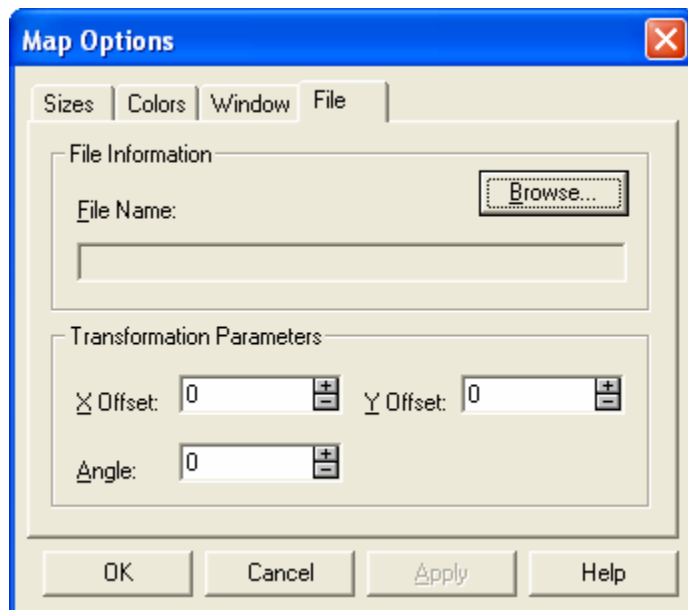 Map Options
Sizes Colors Window File
File Information
Browse...
File Name:
Transformation Parameters
X Offset: 0 Y Offset: 0
Angle: 0
OK Cancel Apply Help